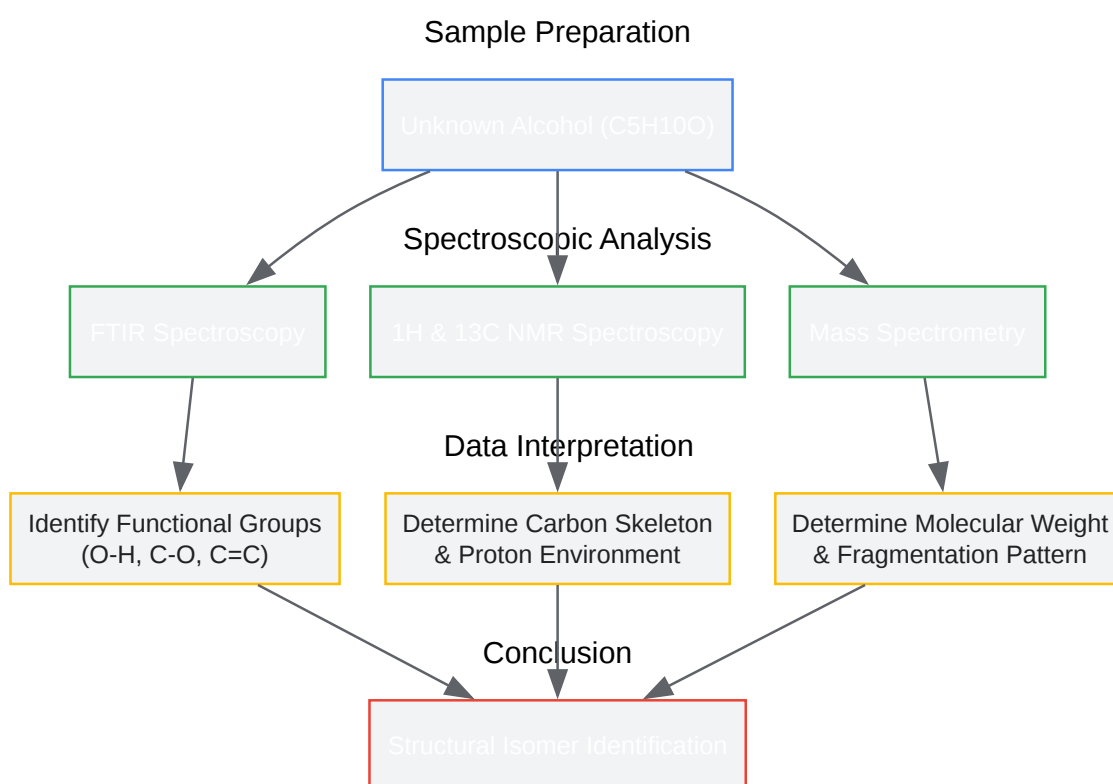 Sample Preparation
Unknown Alcohol (C5H10O)
Spectroscopic Analysis
FTIR Spectroscopy
1H & 13C NMR Spectroscopy
Mass Spectrometry
Data Interpretation
Identify Functional Groups
(O-H, C-O, C=C)
Determine Carbon Skeleton
& Proton Environment
Determine Molecular Weight
& Fragmentation Pattern
Conclusion
Structural Isomer Identification